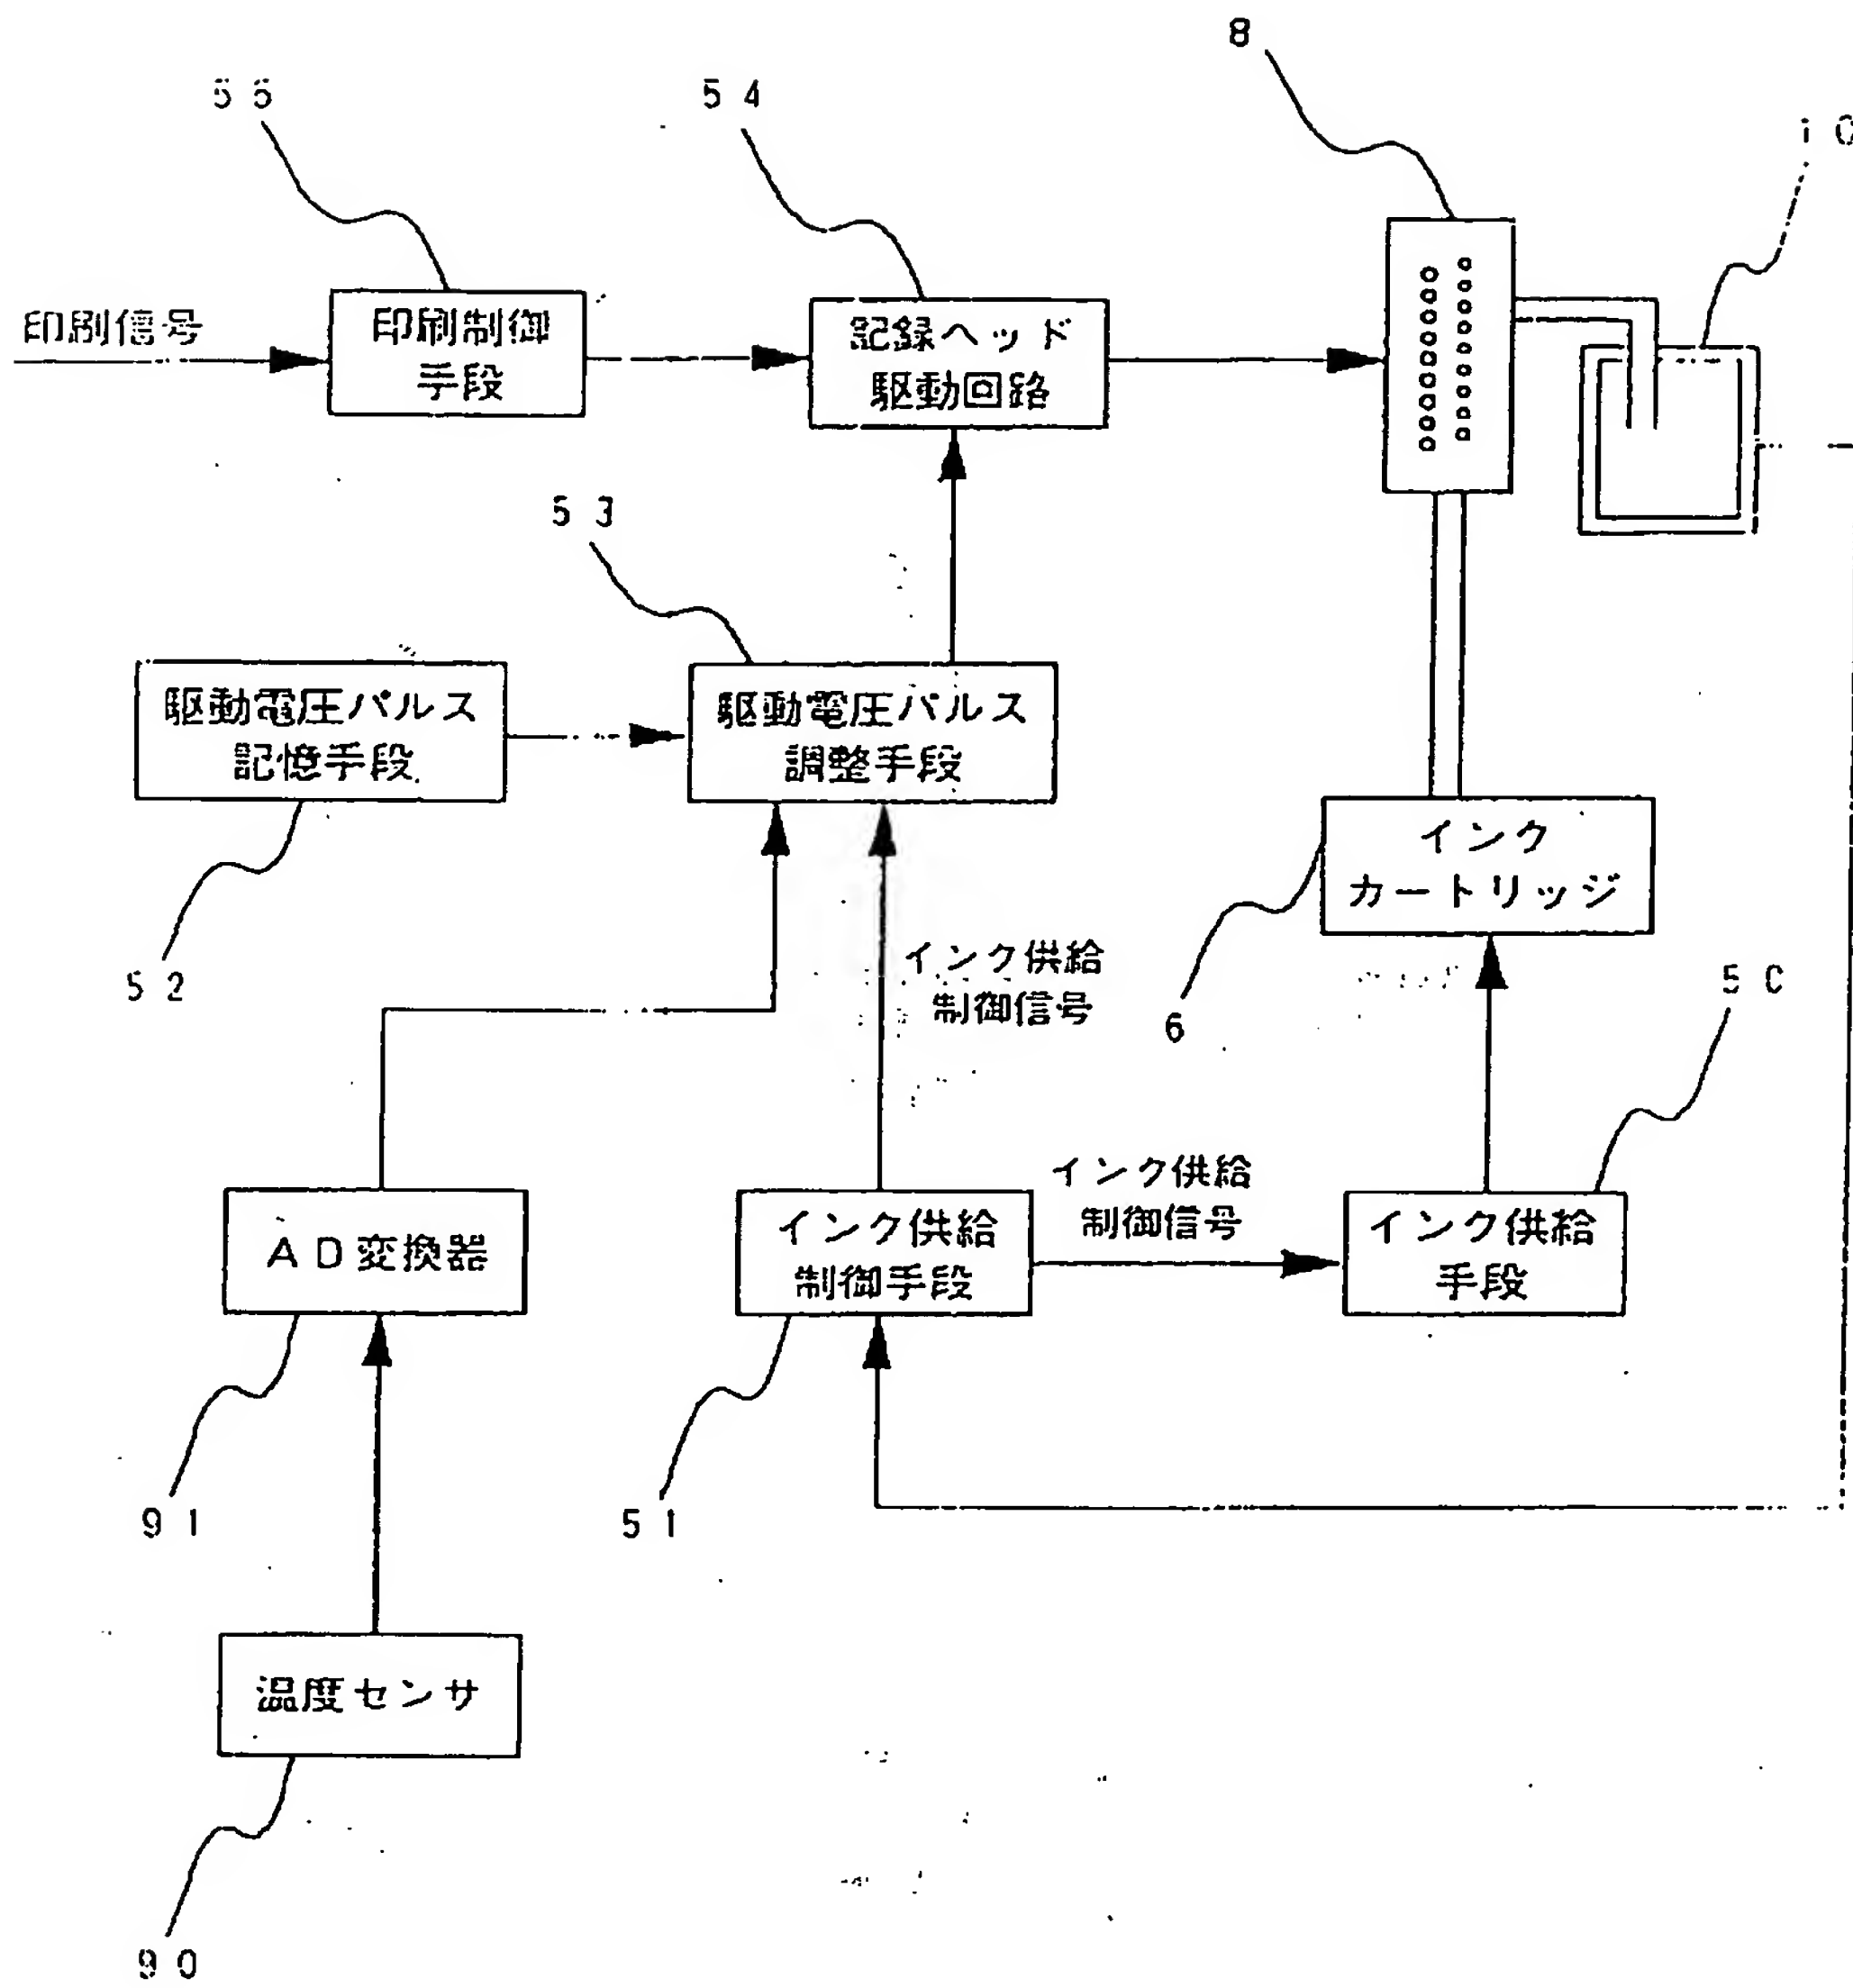 8
54
10
印刷信号
印刷制御
手段
記録ヘッド
駆動回路
53
駆動電圧パルス
記憶手段
駆動電圧パルス
調整手段
インク
カートリッジ
52
インク供給
制御信号
6
50
インク供給
制御信号
AD変換器
インク供給
制御手段
インク供給
手段
91
51
温度センサ
90